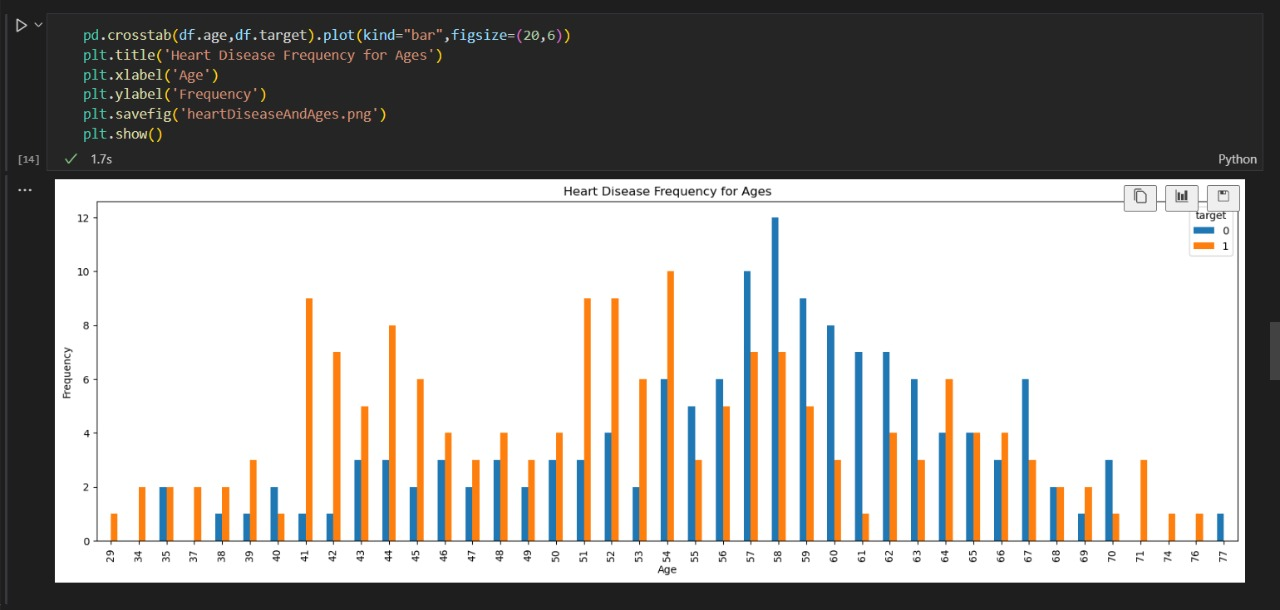 pd.crosstab(df.age,df.target).plot(kind="bar",figsize=(20,6))
plt.title('Heart Disease Frequency for Ages')
plt.xlabel('Age')
plt.ylabel('Frequency')
plt.savefig('heartDiseaseAndAges.png')
plt.show()
[14]
1.7s
Python
Heart Disease Frequency for Ages
target
0
1
12
10
8
6
4
2
0
Frequency
29 34 35 37 38 39 40 41 42 43 44 45 46 47 48 49 50 51 52 53 54 55 56 57 58 59 60 61 62 63 64 65 66 67 68 69 70 71 74 76 77
Age